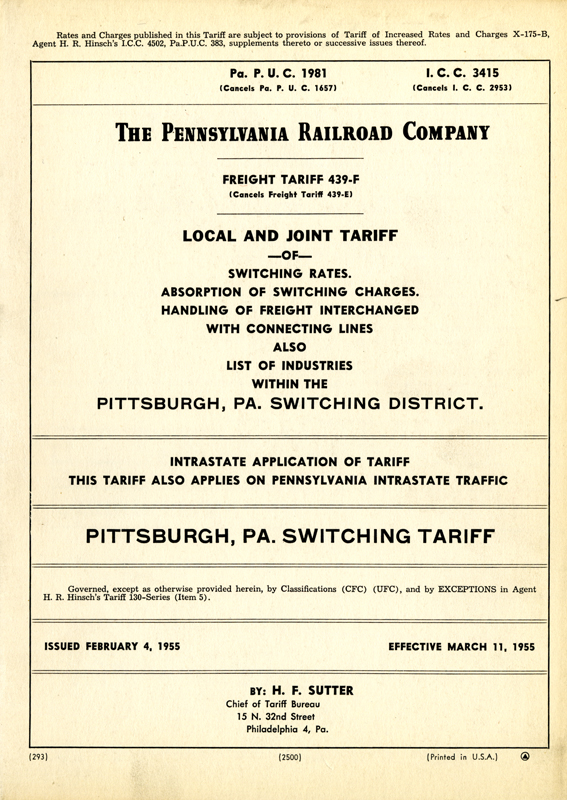 Rates and Charges published in this Tariff are subject to provisions of Tariff of Increased Rates and Charges X-175-B,
Agent H. R. Hinsch's I.C.C. 4502, Pa.P.U.C. 383, supplements thereto or successive issues thereof.
Pa. P. U. C. 1981 I. C. C. 3415
(Cancels Pa. P. U. C. 1657) (Cancels I. C. C. 2953)
THE PENNSYLVANIA RAILROAD COMPANY
FREIGHT TARIFF 439-F
(Cancels Freight Tariff 439-E)
LOCAL AND JOINT TARIFF
—OF—
SWITCHING RATES.
ABSORPTION OF SWITCHING CHARGES.
HANDLING OF FREIGHT INTERCHANGED
WITH CONNECTING LINES
ALSO
LIST OF INDUSTRIES
WITHIN THE
PITTSBURGH, PA. SWITCHING DISTRICT.
INTRASTATE APPLICATION OF TARIFF
THIS TARIFF ALSO APPLIES ON PENNSYLVANIA INTRASTATE TRAFFIC
PITTSBURGH, PA. SWITCHING TARIFF
Governed, except as otherwise provided herein, by Classifications (CFC) (UFC), and by EXCEPTIONS in Agent
H. R. Hinsch's Tariff 130-Series (Item 5).
ISSUED FEBRUARY 4, 1955 EFFECTIVE MARCH 11, 1955
BY: H. F. SUTTER
Chief of Tariff Bureau
15 N. 32nd Street
Philadelphia 4, Pa.
(293) (2500) (Printed in U.S.A.)